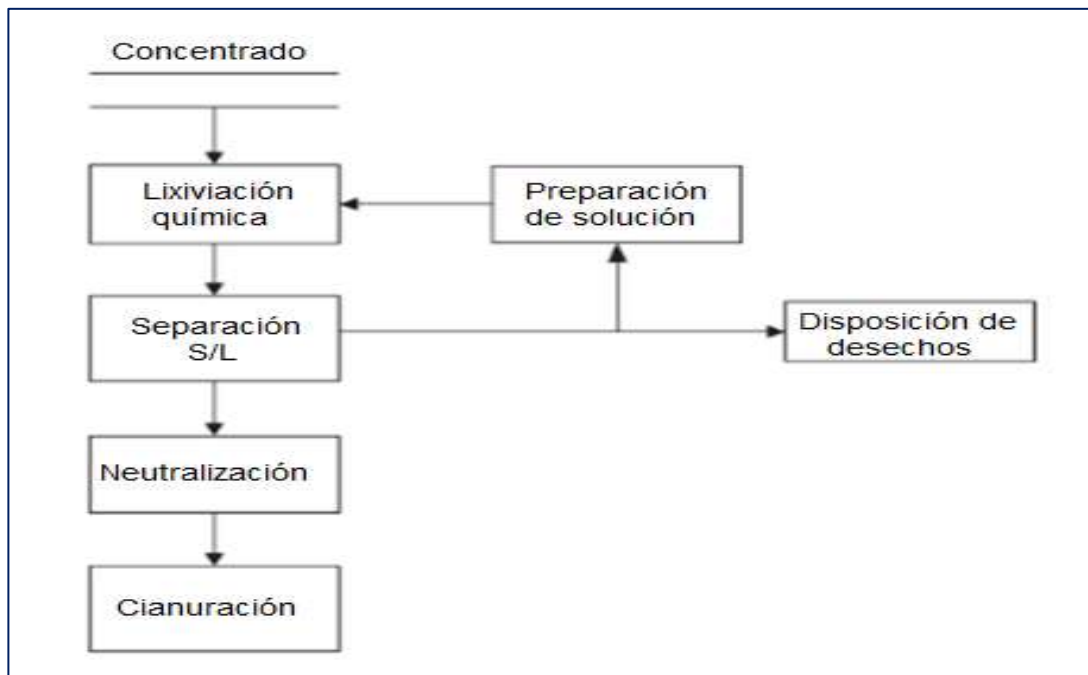 Concentrado
Lixiviación
química
Preparación
de solución
Separación
S/L
Disposición de
desechos
Neutralización
Cianuración